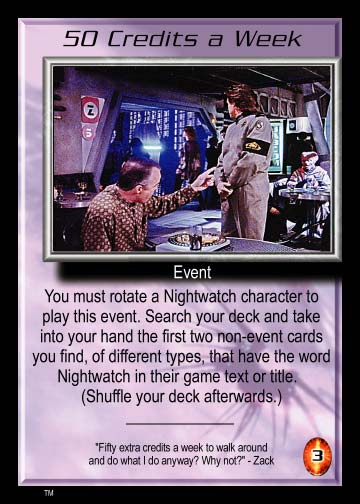 50 Credits a Week
Event
You must rotate a Nightwatch character to
play this event. Search your deck and take
into your hand the first two non-event cards
you find, of different types, that have the word
Nightwatch in their game text or title.
(Shuffle your deck afterwards.)
"Fifty extra credits a week to walk around
and do what I do anyway? Why not?" - Zack
3
TM